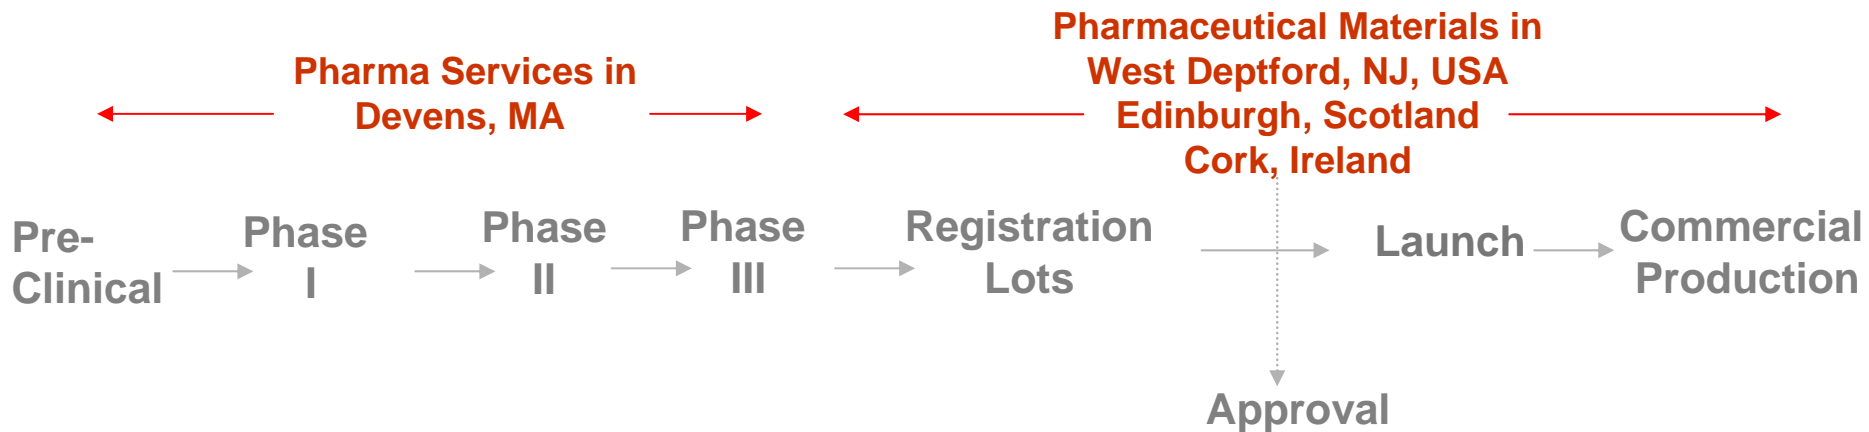 Pharma Services in
Devens, MA
Pharmaceutical Materials in
West Deptford, NJ, USA
Edinburgh, Scotland
Cork, Ireland
Pre-
Clinical
Phase
I
Phase
II
Phase
III
Registration
Lots
Launch
Commercial
Production
Approval